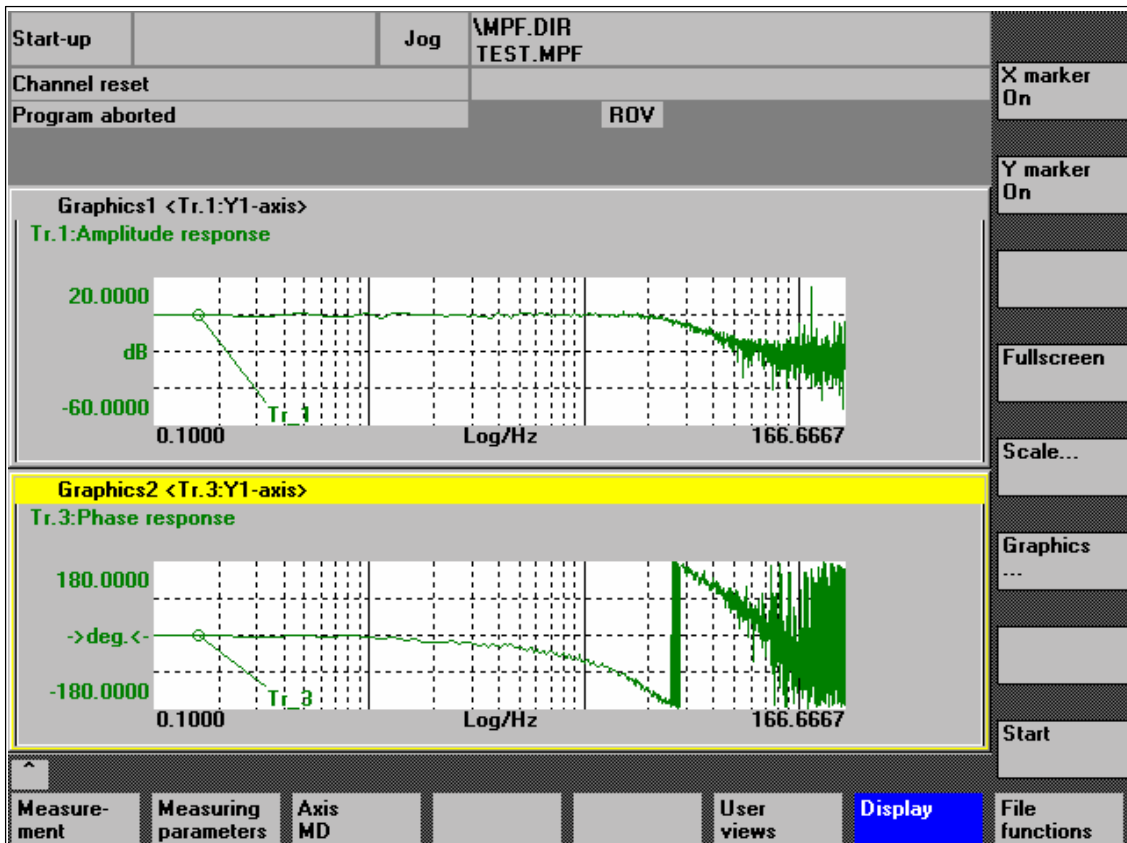 Start-up
Jog
\MPF.DIR
TEST.MPF
Channel reset
Program aborted
ROV
X marker
On
Y marker
On
Fullscreen
Scale...
Graphics
---
Start
Graphics1 <Tr.1:Y1-axis>
Tr.1:Amplitude response
20.0000
dB
-60.0000
Tr_1
0.1000
Log/Hz
166.6667
Graphics2 <Tr.3:Y1-axis>
Tr.3:Phase response
180.0000
->deg.<-
-180.0000
Tr_3
0.1000
Log/Hz
166.6667
^
Measure-
ment
Measuring
parameters
Axis
MD
User
views
Display
File
functions